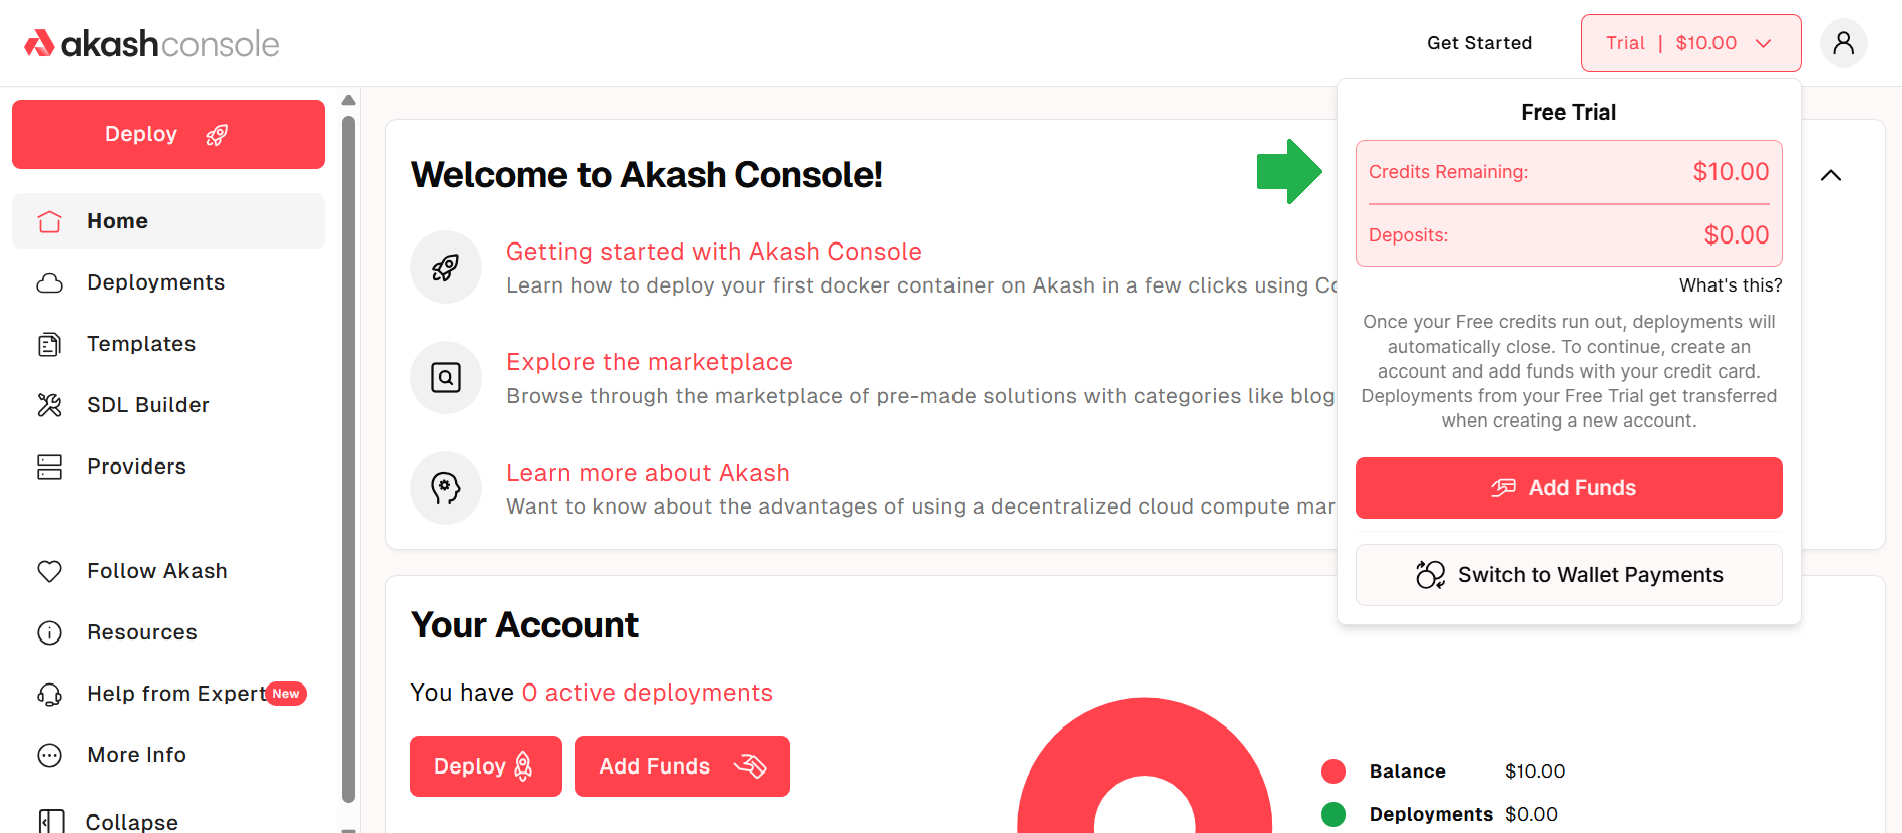 akashconsole
Get Started
Trial | $10.00
Deploy
Home
Deployments
Templates
SDL Builder
Providers
Follow Akash
Resources
Help from Expert
New
More Info
Collapse
Welcome to Akash Console!
Getting started with Akash Console
Learn how to deploy your first docker container on Akash in a few clicks using
Explore the marketplace
Browse through the marketplace of pre-made solutions with categories like blog
Learn more about Akash
Want to know about the advantages of using a decentralized cloud compute mar
Free Trial
Credits Remaining: $10.00
Deposits: $0.00
What's this?
Once your Free credits run out, deployments will
automatically close. To continue, create an
account and add funds with your credit card.
Deployments from your Free Trial get transferred
when creating a new account.
Add Funds
Switch to Wallet Payments
Your Account
You have 0 active deployments
Deploy
Add Funds
Balance $10.00
Deployments $0.00